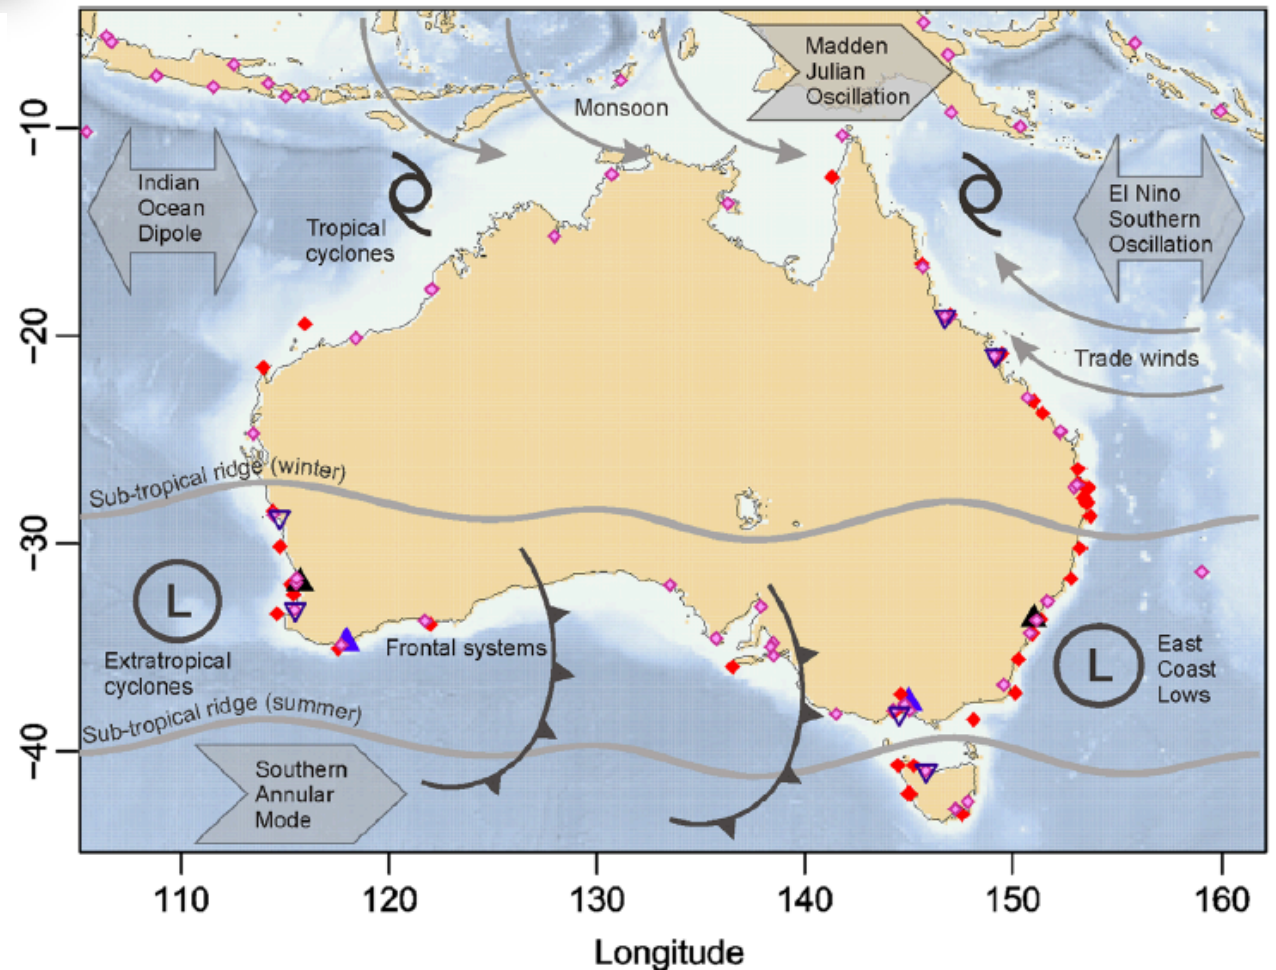 Madden
Julian
Oscillation
Monsoon
-10
Indian
Ocean
Dipole
El Nino
Southern
Oscillation
Tropical
cyclones
-20
Trade winds
Sub-tropical ridge (winter)
-30
L
Extratropical
cyclones
Frontal systems
L
East
Coast
Lows
Sub-tropical ridge (summer)
-40
Southern
Annular
Mode
110 120 130 140 150 160
Longitude